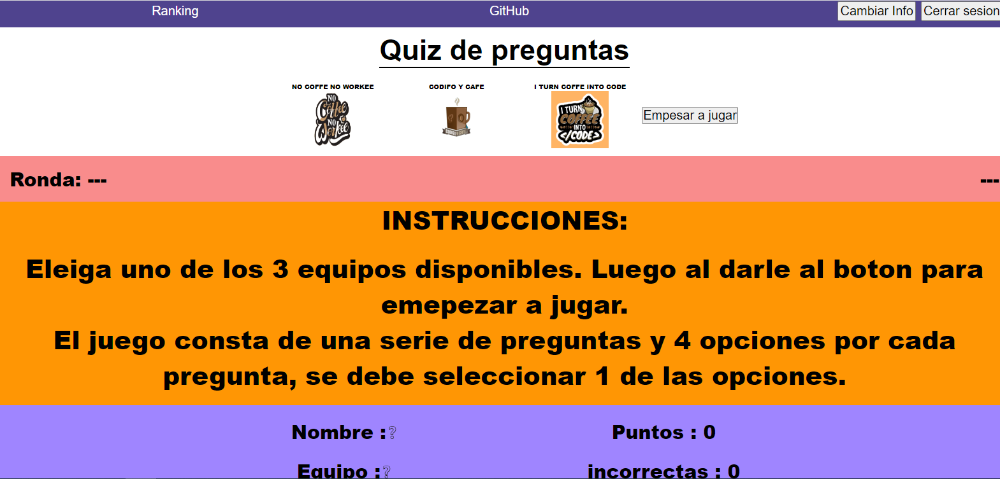 Ranking GitHub Cambiar Info Cerrar sesion
Quiz de preguntas
NO COFFE NO WORKEE CODIFO Y CAFE I TURN COFFE INTO CODE
NO
Coffee
NO
Workee
CODIGO Y CAFE
I TURN
COFFEE
INTO
</CODE>
Empesar a jugar
Ronda: --- ---
INSTRUCCIONES:
Eleiga uno de los 3 equipos disponibles. Luego al darle al boton para
emepezar a jugar.
El juego consta de una serie de preguntas y 4 opciones por cada
pregunta, se debe seleccionar 1 de las opciones.
Nombre :❔ Puntos : 0
Equipo :❔ incorrectas : 0